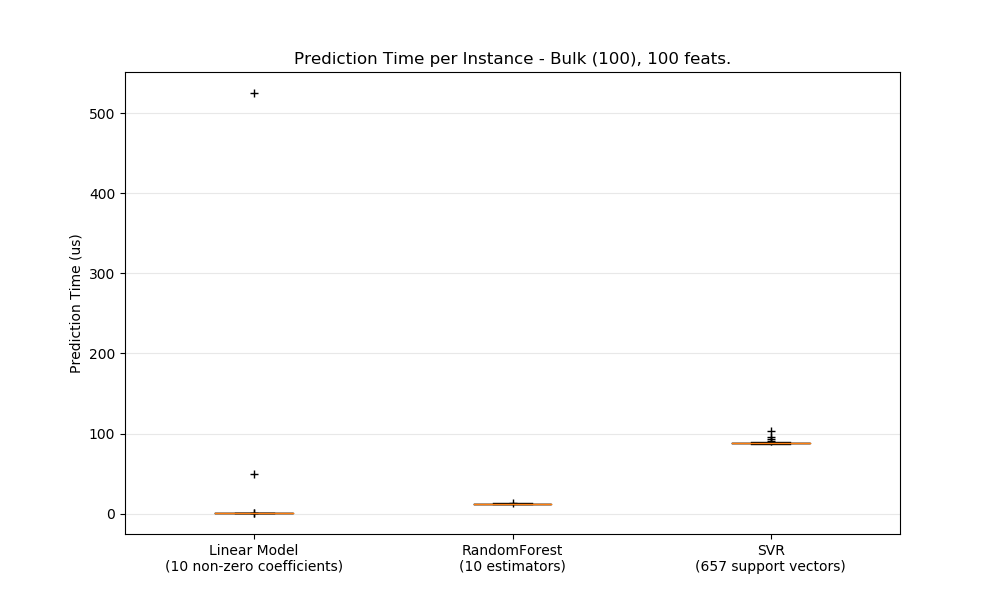 Prediction Time per Instance - Bulk (100), 100 feats.
500
400
300
200
100
0
Prediction Time (us)
Linear Model
(10 non-zero coefficients)
RandomForest
(10 estimators)
SVR
(657 support vectors)